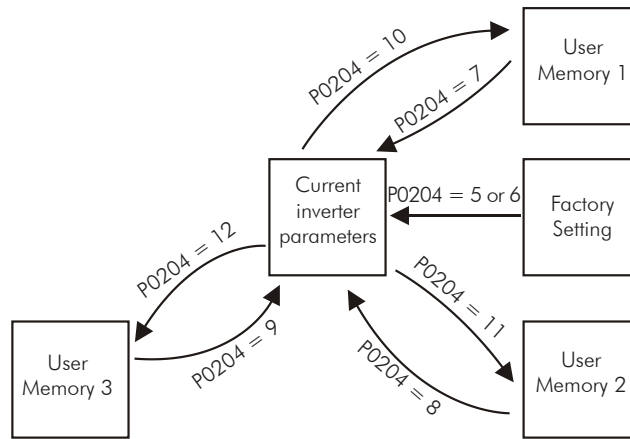 P0204 = 10
User
Memory 1
P0204 = 7
Current
inverter
parameters
P0204 = 5 or 6
Factory
Setting
P0204 = 12
P0204 = 11
P0204 = 9
P0204 = 8
User
Memory 3
User
Memory 2